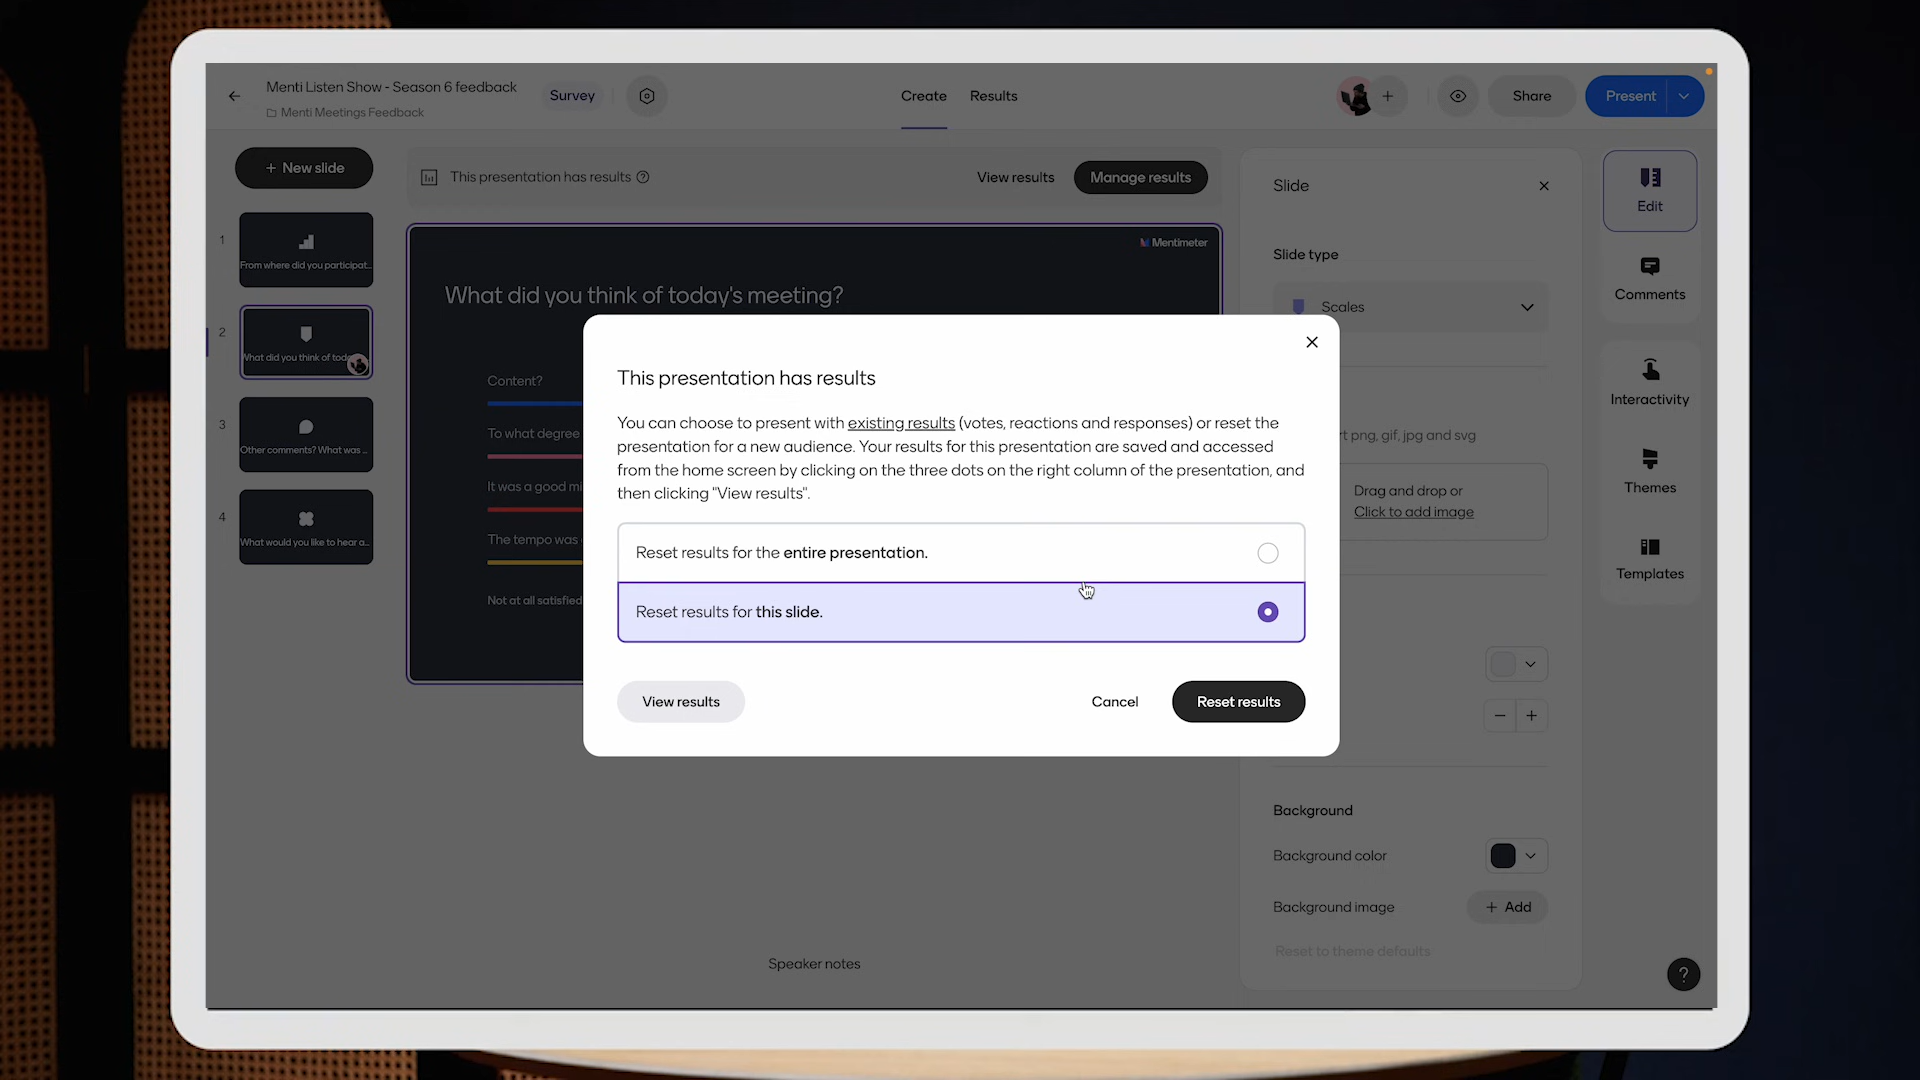 Menti Listen Show - Season 6 feedback
Menti Meetings Feedback
Survey
Create
Results
Share
Present
+ New slide
1
From where did you participat...
2
What did you think of tod
3
Other comments? What was ...
4
What would you like to hear a...
This presentation has results
View results
Manage results
Mentimeter
What did you think of today's meeting?
Content?
To what degree
It was a good mi
The tempo was
Not at all satisfied
This presentation has results
You can choose to present with existing results (votes, reactions and responses) or reset the
presentation for a new audience. Your results for this presentation are saved and accessed
from the home screen by clicking on the three dots on the right column of the presentation, and
then clicking "View results".
Reset results for the entire presentation.
Reset results for this slide.
View results
Cancel
Reset results
Slide
Slide type
Scales
png, gif, jpg and svg
Drag and drop or
Click to add image
Background
Background color
Background image
+ Add
Reset to theme defaults
Edit
Comments
Interactivity
Themes
Templates
Speaker notes
?